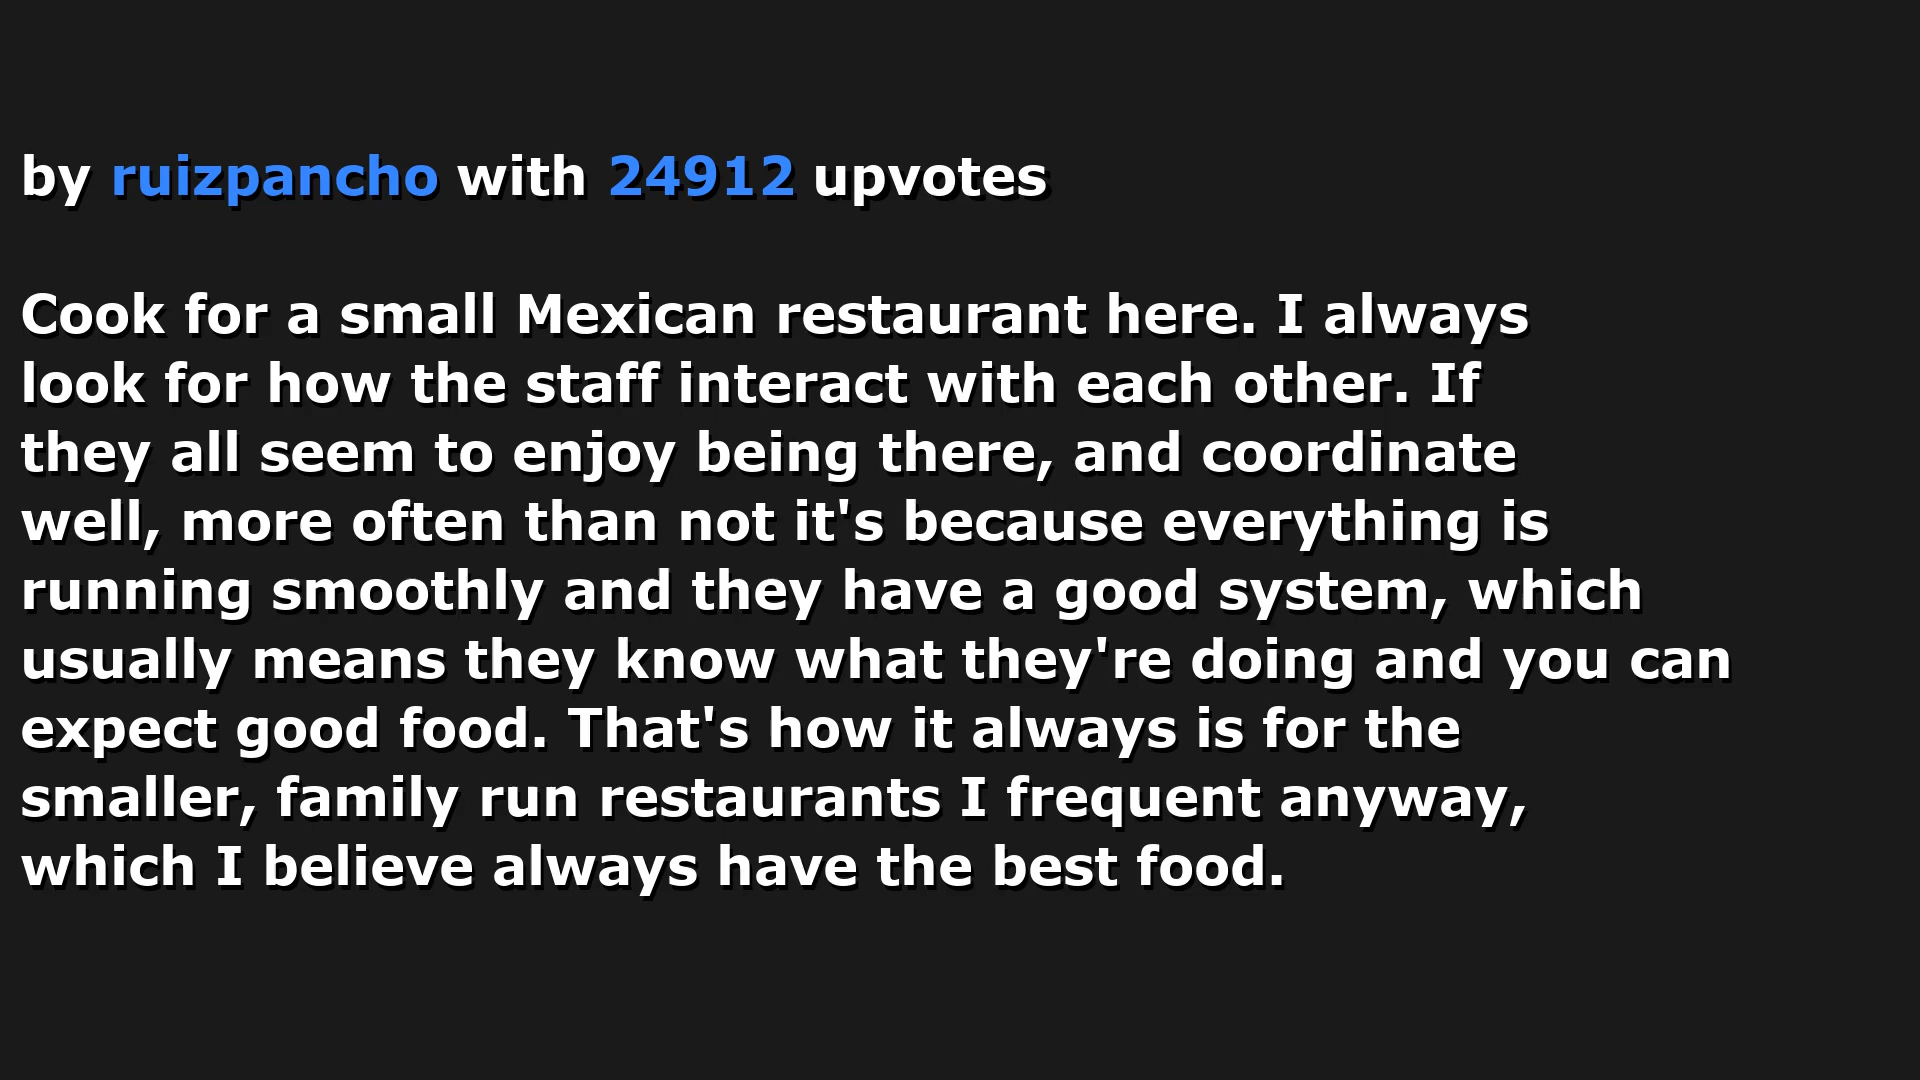 by ruizpancho with 24912 upvotes
Cook for a small Mexican restaurant here. I always
look for how the staff interact with each other. If
they all seem to enjoy being there, and coordinate
well, more often than not it's because everything is
running smoothly and they have a good system, which
usually means they know what they're doing and you can
expect good food. That's how it always is for the
smaller, family run restaurants I frequent anyway,
which I believe always have the best food.